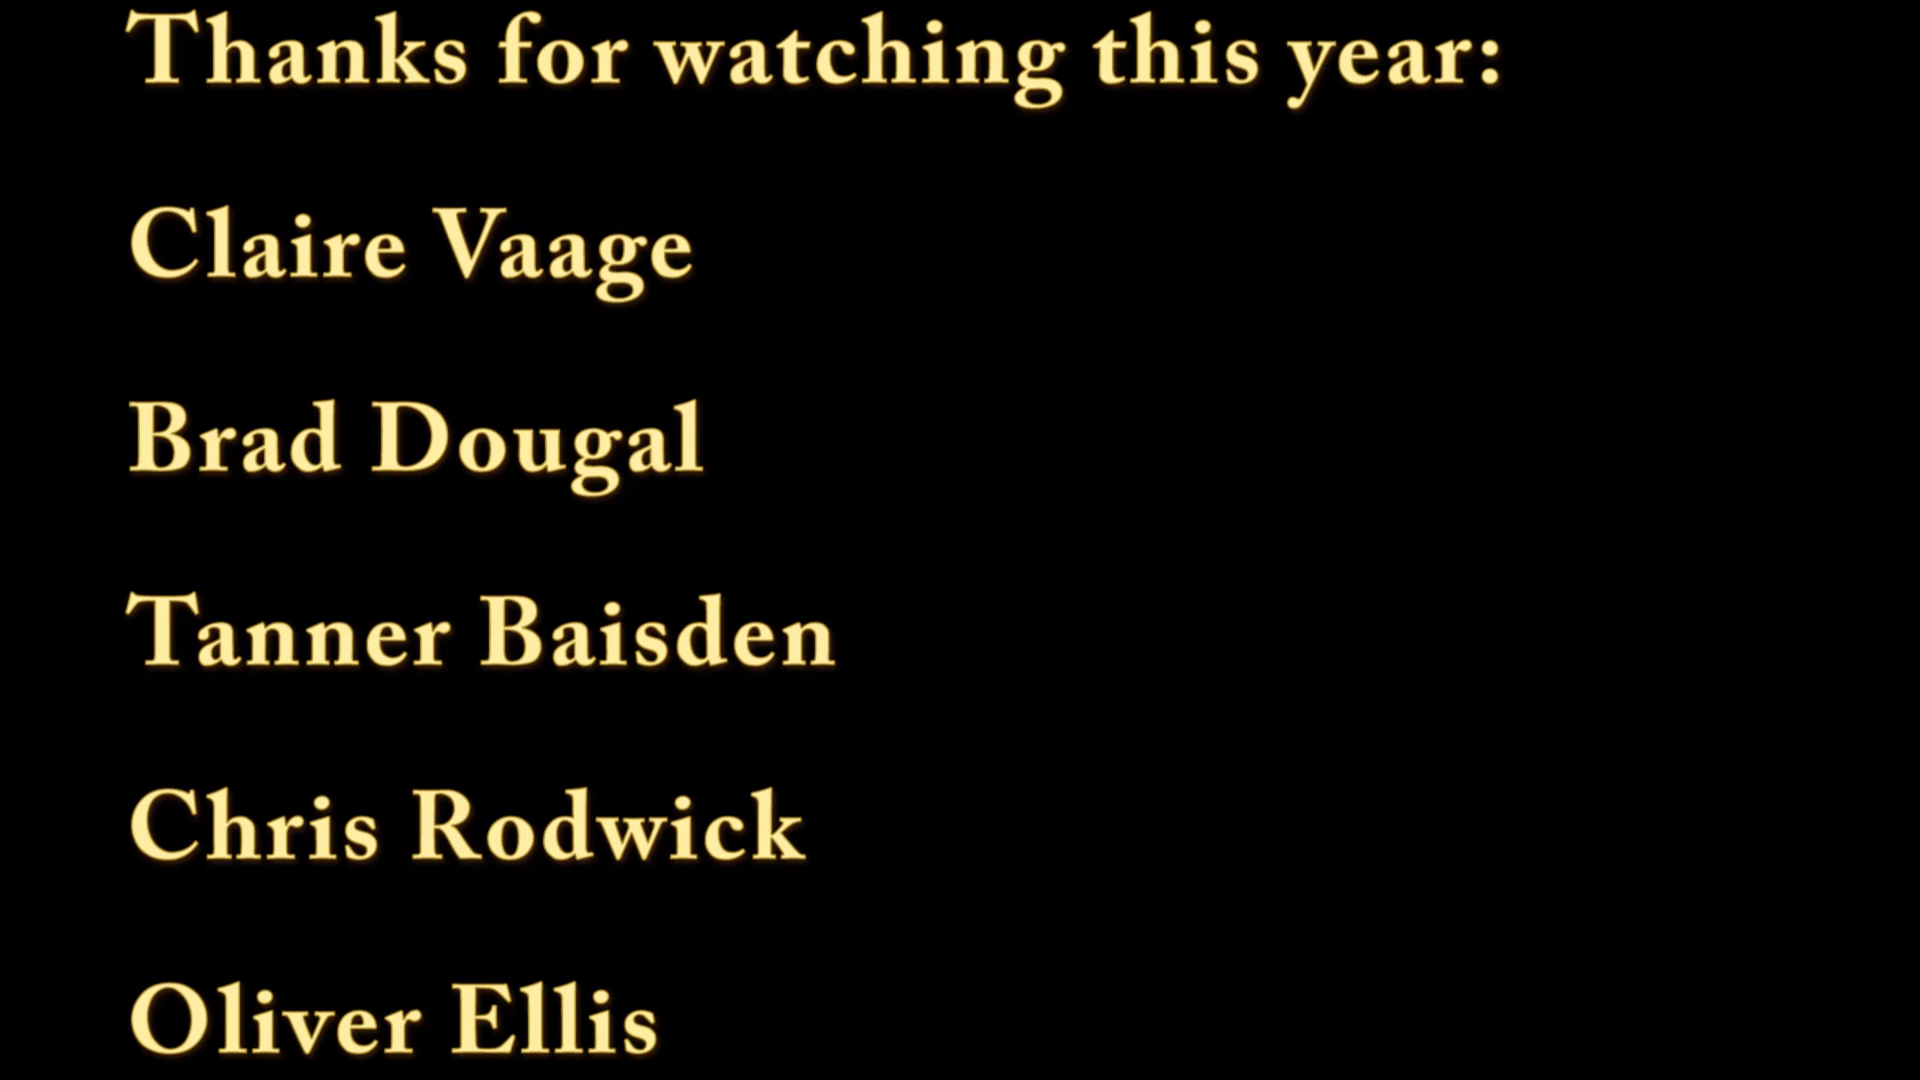 Thanks for watching this year:
Claire Vaage
Brad Dougal
Tanner Baisden
Chris Rodwick
Oliver Ellis